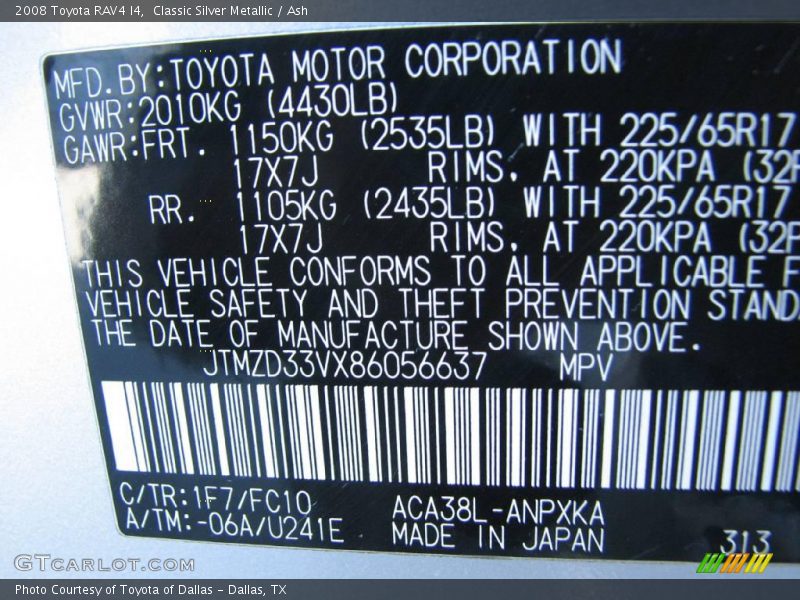 2008 Toyota RAV4 I4, Classic Silver Metallic / Ash
MFD. BY: TOYOTA MOTOR CORPORATION
GVWR: 2010KG (4430LB)
GAWR: FRT. 1150KG (2535LB) WITH 225/65R17
17X7J RIMS, AT 220KPA (32P
RR. 1105KG (2435LB) WITH 225/65R17
17X7J RIMS, AT 220KPA (32P
THIS VEHICLE CONFORMS TO ALL APPLICABLE F
VEHICLE SAFETY AND THEFT PREVENTION STAND
THE DATE OF MANUFACTURE SHOWN ABOVE.
JTMZD33VX86056637 MPV
C/TR: 1F7/FC10 ACA38L-ANPXKA
A/TM: -06A/U241E MADE IN JAPAN 313
GTCARLOT.COM
Photo Courtesy of Toyota of Dallas - Dallas, TX